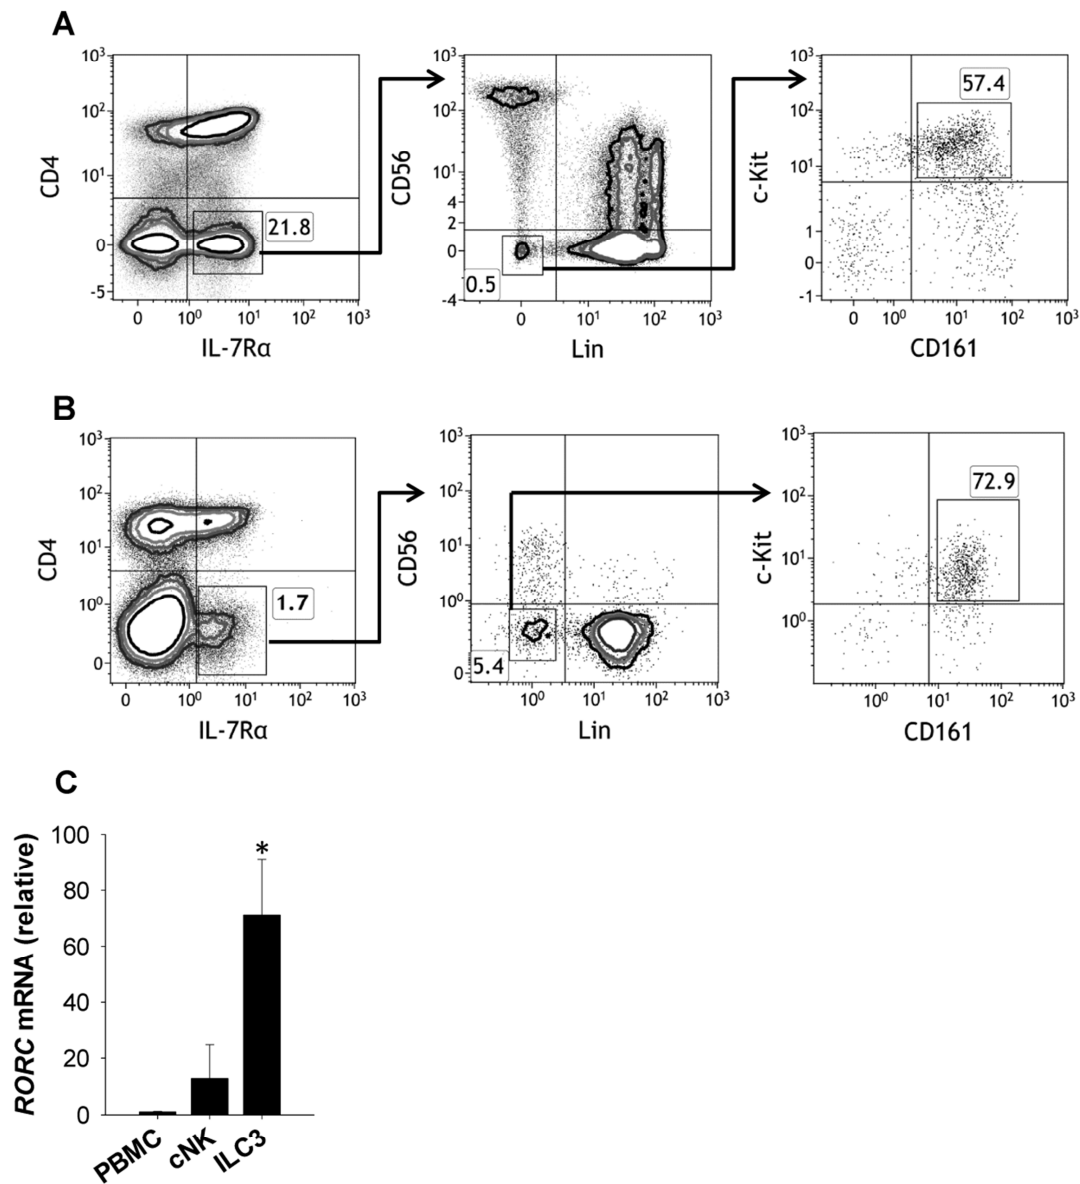 A
10³ 10³ 10³
57.4
10² 10² 10²
CD4 CD56 c-Kit
10¹ 10¹ 10¹
4
21.8 2 1
0 0 0
0.5
-5 -4 -1
0 10⁰ 10¹ 10² 10³ 0 10¹ 10² 10³ 0 10⁰ 10¹ 10² 10³
IL-7Rα Lin CD161
B
10³ 10³ 10³
72.9
10² 10² 10²
CD4 CD56 c-Kit
10¹ 10¹ 10¹
10⁰ 1.7 10⁰ 10⁰
5.4
0 0
0 10⁰ 10¹ 10² 10³ 10⁰ 10¹ 10² 10³ 10⁰ 10¹ 10² 10³
IL-7Rα Lin CD161
C
RORC mRNA (relative)
100
*
80
60
40
20
0
PBMC cNK ILC3